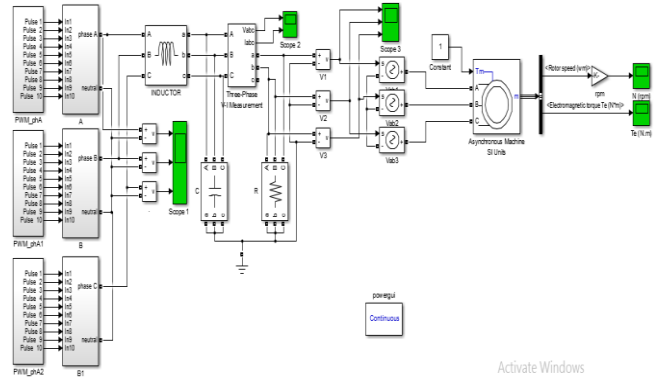 Pulse 1
Pulse 2
Pulse 3
Pulse 4
Pulse 5
Pulse 6
Pulse 7
Pulse 8
Pulse 9
Pulse 10
PWM_phA
In1
In2
In3
In4
In5
In6
In7
In8
In9
In10
phase A
neutral
A
A
B
C
a
b
c
INDUCTOR
A
B
C
Vabc
Iabc
a
b
c
Three-Phase
V-I Measurement
Scope 2
Scope 3
V1
V2
V3
Vab2
Vab3
1
Constant
Tm
A
B
C
m
Asynchronous Machine
SI Units
<Rotor speed (wm)>
<Electromagnetic torque Te (N*m)>
rpm
N (rpm)
Te (N.m)
Pulse 1
Pulse 2
Pulse 3
Pulse 4
Pulse 5
Pulse 6
Pulse 7
Pulse 8
Pulse 9
Pulse 10
PWM_phA1
In1
In2
In3
In4
In5
In6
In7
In8
In9
In10
phase B
neutral
B
Scope 1
C
A B C
a b c
R
A B C
a b c
Pulse 1
Pulse 2
Pulse 3
Pulse 4
Pulse 5
Pulse 6
Pulse 7
Pulse 8
Pulse 9
Pulse 10
PWM_phA2
In1
In2
In3
In4
In5
In6
In7
In8
In9
In10
phase C
neutral
B1
powergui
Continuous
Activate Windows